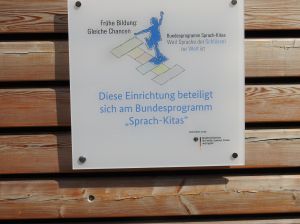 Frühe Bildung:
Gleiche Chancen
Bundesprogramm Sprach-Kitas
Weil Sprache der Schlüssel
zur Welt ist
Diese Einrichtung beteiligt
sich am Bundesprogramm
„Sprach-Kitas"